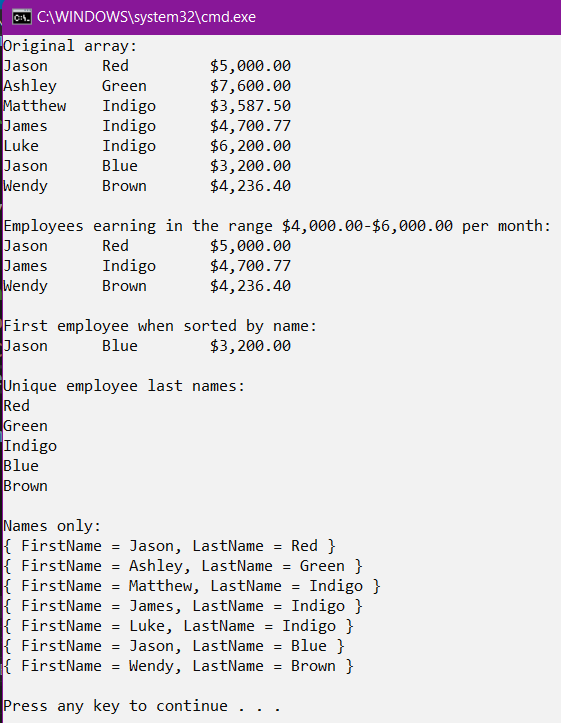 C:\WINDOWS\system32\cmd.exe
Original array:
Jason      Red         $5,000.00
Ashley     Green       $7,600.00
Matthew    Indigo      $3,587.50
James      Indigo      $4,700.77
Luke       Indigo      $6,200.00
Jason      Blue        $3,200.00
Wendy      Brown       $4,236.40

Employees earning in the range $4,000.00-$6,000.00 per month:
Jason      Red         $5,000.00
James      Indigo      $4,700.77
Wendy      Brown       $4,236.40

First employee when sorted by name:
Jason      Blue        $3,200.00

Unique employee last names:
Red
Green
Indigo
Blue
Brown

Names only:
{ FirstName = Jason, LastName = Red }
{ FirstName = Ashley, LastName = Green }
{ FirstName = Matthew, LastName = Indigo }
{ FirstName = James, LastName = Indigo }
{ FirstName = Luke, LastName = Indigo }
{ FirstName = Jason, LastName = Blue }
{ FirstName = Wendy, LastName = Brown }

Press any key to continue . . .